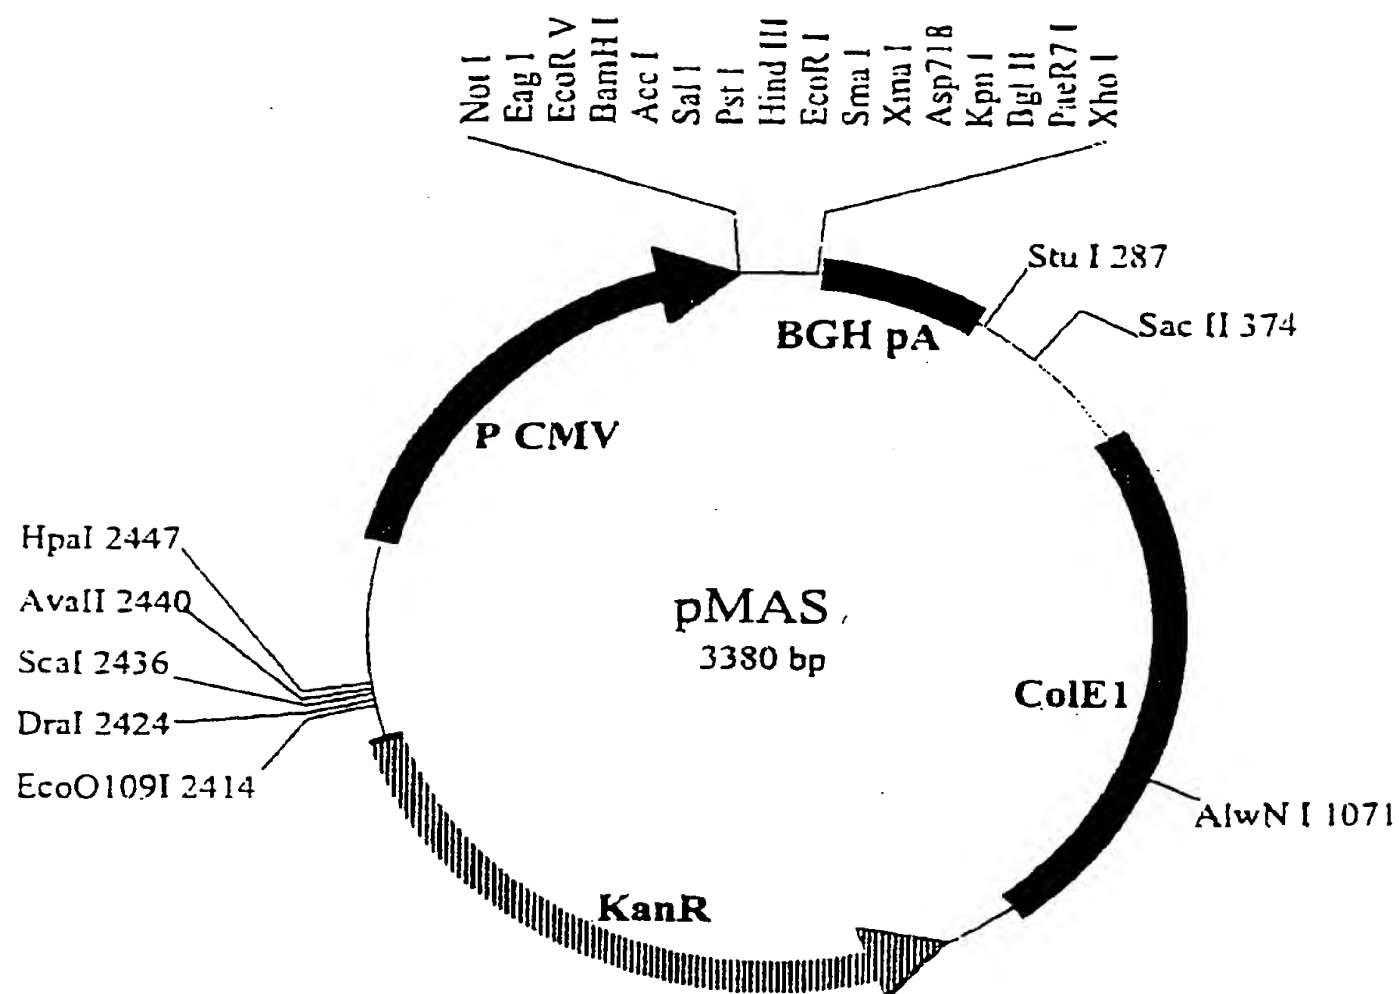 Not I
Eag I
EcoR V
BamH I
Acc I
Sal I
Pst I
Hind III
EcoR I
Sma I
Xma I
Asp718
Kpn I
Bgl II
PaeR7 I
Xho I
Stu I 287
Sac II 374
BGH pA
P CMV
HpaI 2447
AvaII 2440
ScaI 2436
DraI 2424
EcoO109I 2414
pMAS
3380 bp
ColE1
AlwN I 1071
KanR